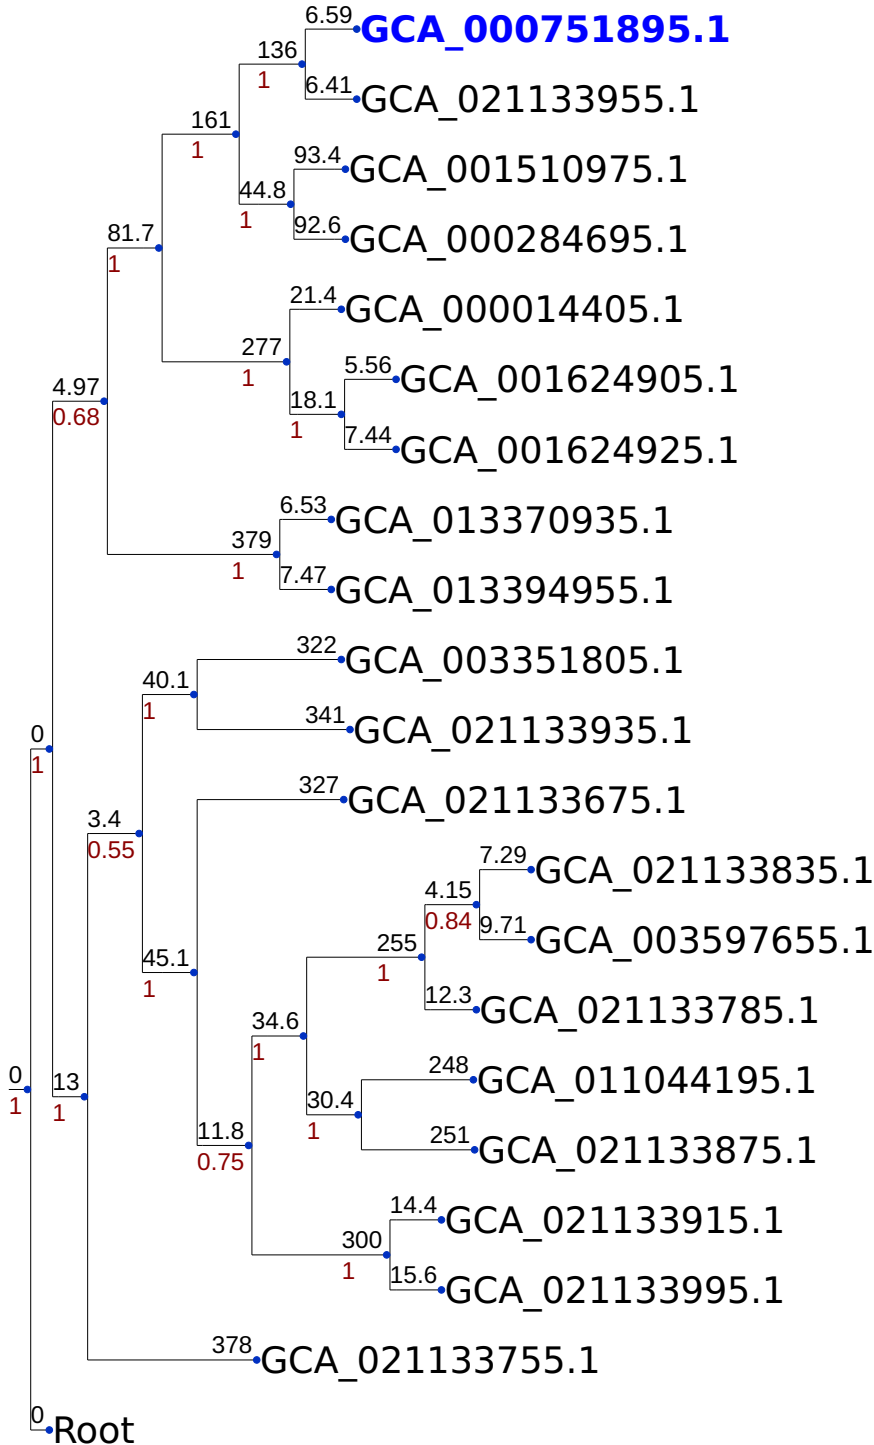 6.59
GCA_000751895.1
136
1
6.41
GCA_021133955.1
161
1
93.4
GCA_001510975.1
44.8
1
92.6
GCA_000284695.1
81.7
1
21.4
GCA_000014405.1
277
1
5.56
GCA_001624905.1
18.1
1
7.44
GCA_001624925.1
4.97
0.68
6.53
GCA_013370935.1
379
1
7.47
GCA_013394955.1
322
GCA_003351805.1
40.1
1
341
GCA_021133935.1
0
1
327
GCA_021133675.1
3.4
0.55
7.29
GCA_021133835.1
4.15
0.84
9.71
GCA_003597655.1
255
1
45.1
1
12.3
GCA_021133785.1
34.6
1
248
GCA_011044195.1
0
1
13
1
30.4
1
251
GCA_021133875.1
11.8
0.75
14.4
GCA_021133915.1
300
1
15.6
GCA_021133995.1
378
GCA_021133755.1
0
Root